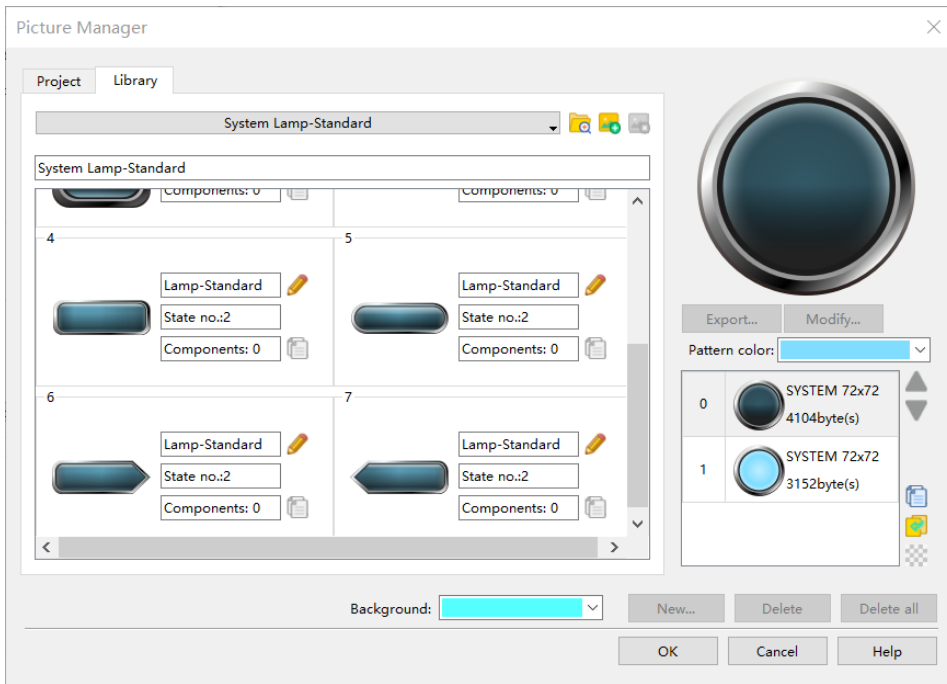 Picture Manager
Project Library
System Lamp-Standard
System Lamp-Standard
Components: 0 Components: 0
4 5
Lamp-Standard Lamp-Standard
State no.:2 State no.:2
Components: 0 Components: 0
6 7
Lamp-Standard Lamp-Standard
State no.:2 State no.:2
Components: 0 Components: 0
Export... Modify...
Pattern color:
0 SYSTEM 72x72
4104byte(s)
1 SYSTEM 72x72
3152byte(s)
Background: New... Delete Delete all
OK Cancel Help